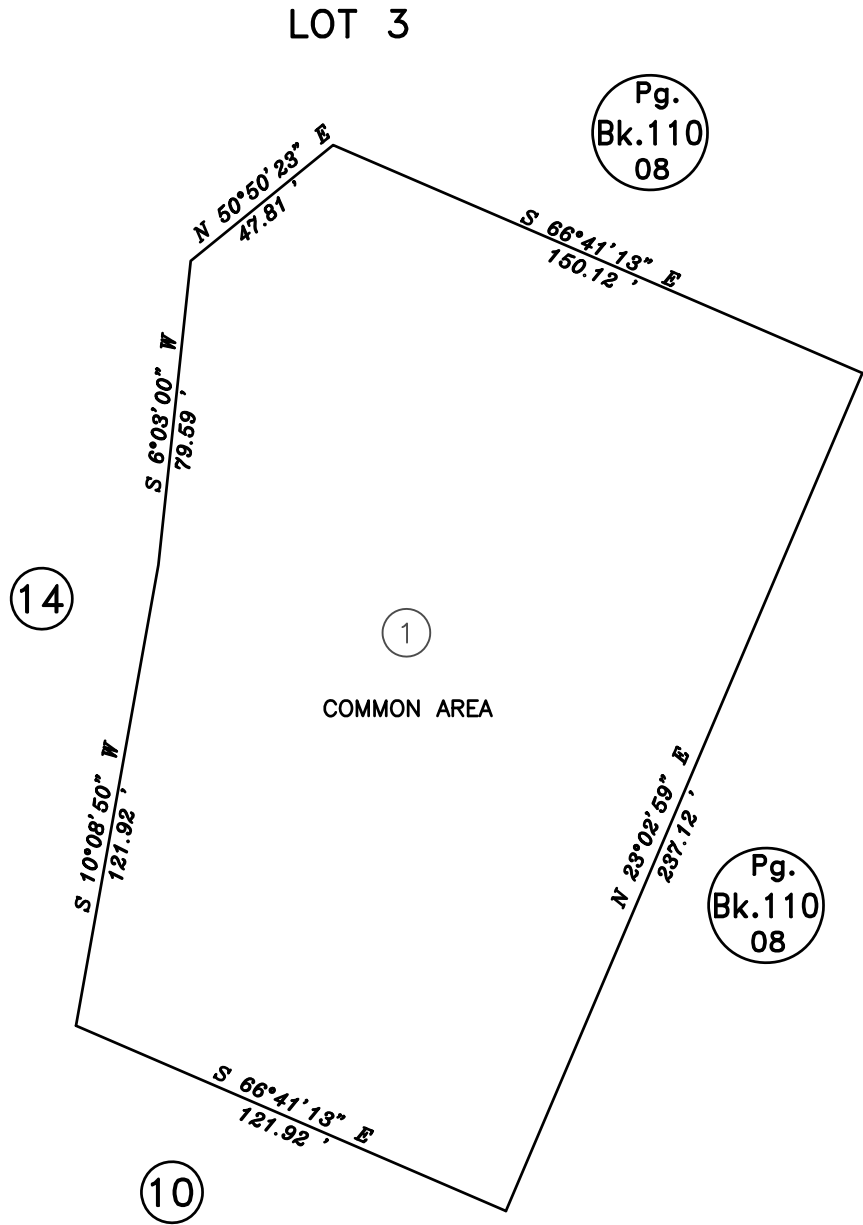 LOT 3
Pg.
Bk.110
08
N 50°50'23" E
47.81 '
S 66°41'13" E
150.12 '
S 6°03'00" W
79.59 '
14
1
COMMON AREA
S 10°08'50" W
121.92 '
N 23°02'59" E
237.12 '
Pg.
Bk.110
08
S 66°41'13" E
121.92 '
10